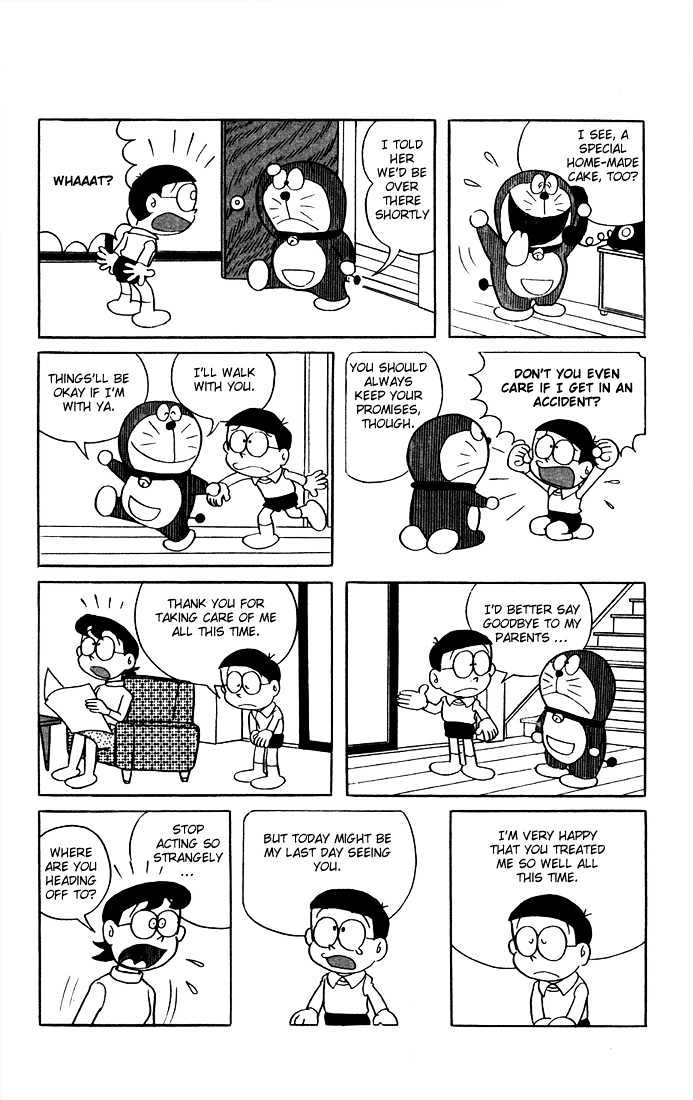 I SEE, A
SPECIAL
HOME-MADE
CAKE, TOO?
I TOLD
HER
WE'D BE
OVER
THERE
SHORTLY
WHAAAT?
DON'T YOU EVEN
CARE IF I GET IN AN
ACCIDENT?
YOU SHOULD
ALWAYS
KEEP YOUR
PROMISES,
THOUGH.
I'LL WALK
WITH YOU.
THINGS'LL BE
OKAY IF I'M
WITH YA.
I'D BETTER SAY
GOODBYE TO MY
PARENTS ...
THANK YOU FOR
TAKING CARE OF ME
ALL THIS TIME.
I'M VERY HAPPY
THAT YOU TREATED
ME SO WELL ALL
THIS TIME.
BUT TODAY MIGHT BE
MY LAST DAY SEEING
YOU.
STOP
ACTING SO
STRANGELY
...
WHERE
ARE YOU
HEADING
OFF TO?